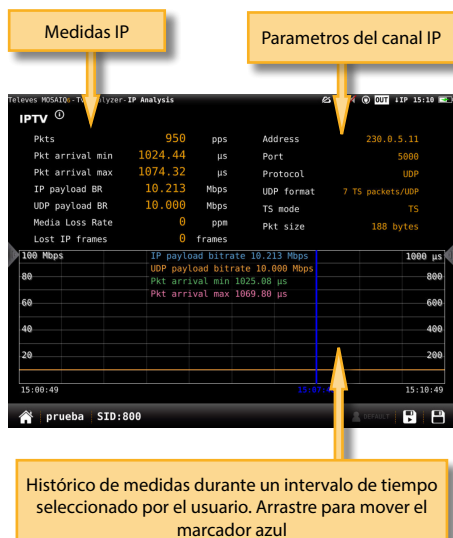 Medidas IP
Parametros del canal IP
IP Analysis
OUT ↓IP 15:10
IPTV
Pkts 950 pps
Pkt arrival min 1024.44 µs
Pkt arrival max 1074.32 µs
IP payload BR 10.213 Mbps
UDP payload BR 10.000 Mbps
Media Loss Rate 0 ppm
Lost IP frames 0 frames
Address 230.0.5.11
Port 5000
Protocol UDP
UDP format 7 TS packets/UDP
TS mode TS
Pkt size 188 bytes
100 Mbps
IP payload bitrate 10.213 Mbps
1000 µs
UDP payload bitrate 10.000 Mbps
80
800
Pkt arrival min 1025.08 µs
Pkt arrival max 1069.80 µs
60
600
40
400
20
200
15:00:49
15:10:49
prueba SID:800
DEFAULT
Histórico de medidas durante un intervalo de tiempo
seleccionado por el usuario. Arrastre para mover el
marcador azul